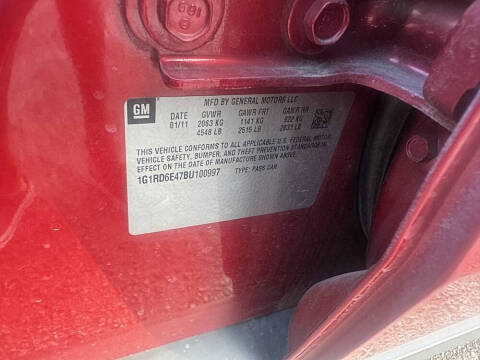 GM
MFD BY GENERAL MOTORS LLC
DATE GVWR GAWR FRT GAWR RR
01/11 2063 KG 1141 KG 922 KG
4548 LB 2515 LB 2033 LB
THIS VEHICLE CONFORMS TO ALL APPLICABLE U.S. FEDERAL MOTOR
VEHICLE SAFETY, BUMPER, AND THEFT PREVENTION STANDARDS IN
EFFECT ON THE DATE OF MANUFACTURE SHOWN ABOVE.
1G1RD6E47BU100997 TYPE: PASS CAR